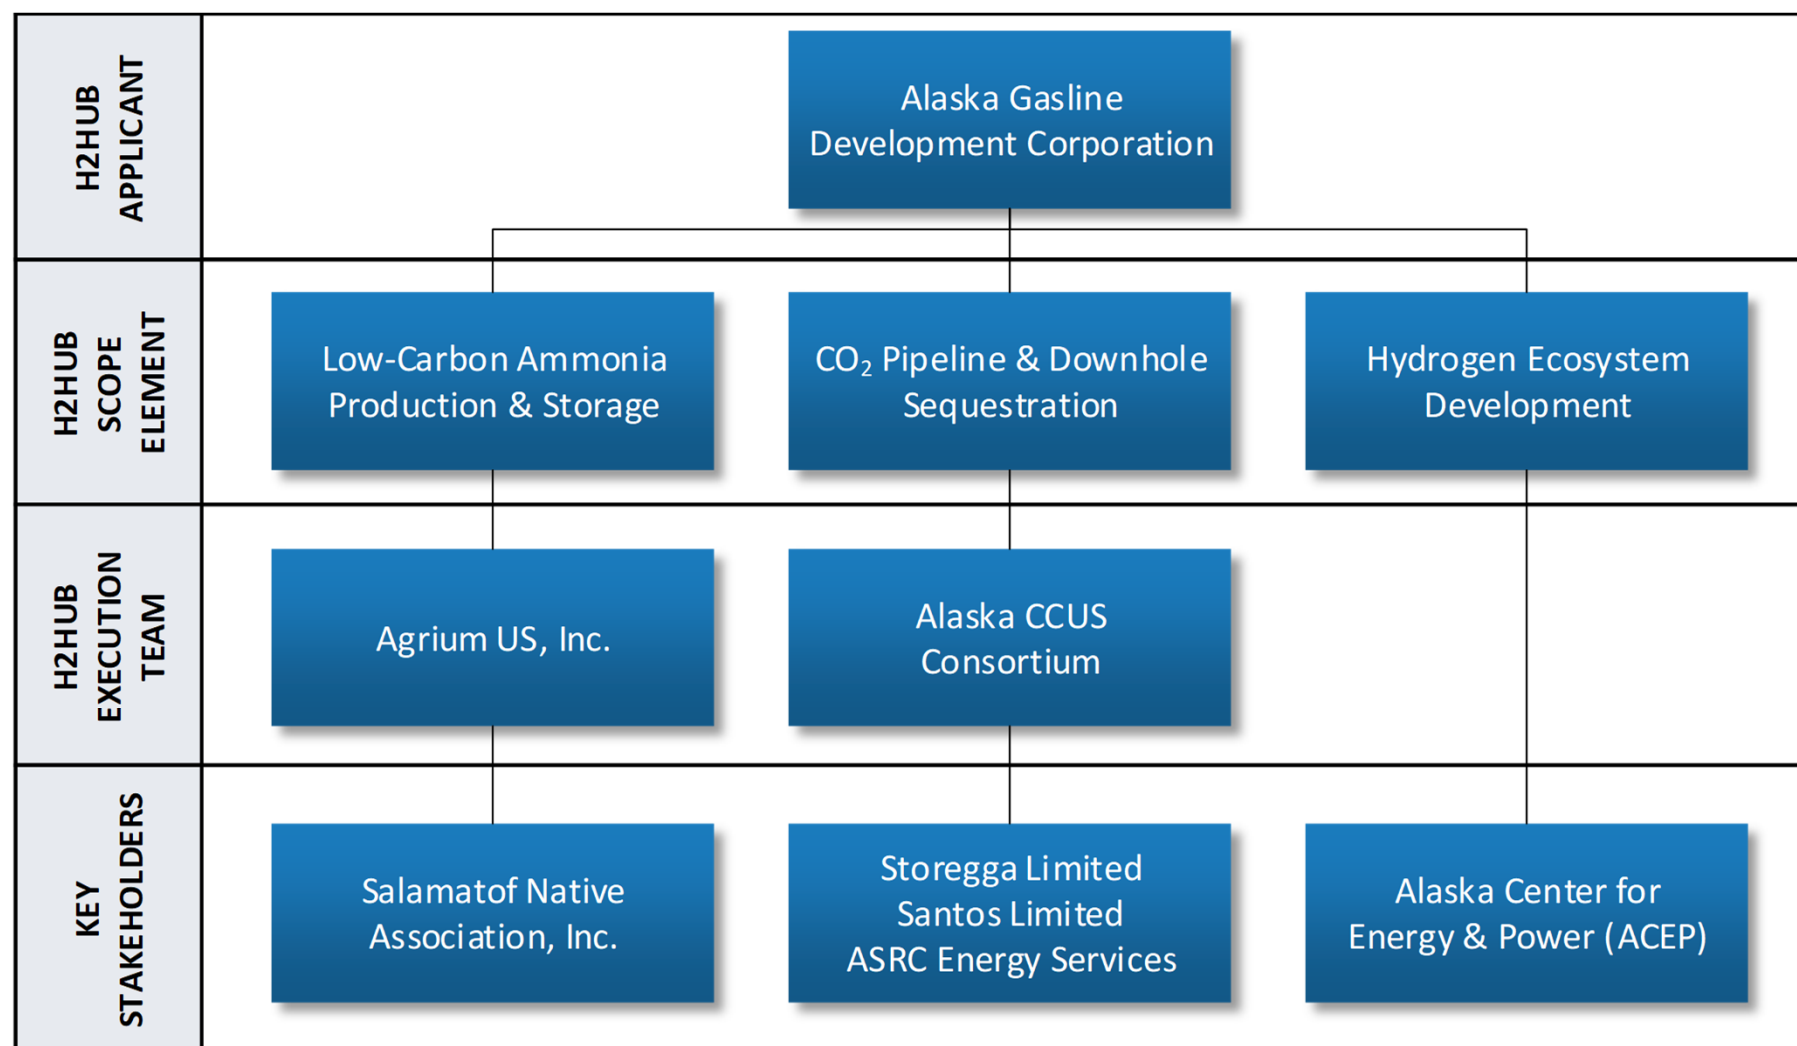 H2HUB
APPLICANT
Alaska Gasline
Development Corporation
H2HUB
SCOPE
ELEMENT
Low-Carbon Ammonia
Production & Storage
CO₂ Pipeline & Downhole
Sequestration
Hydrogen Ecosystem
Development
H2HUB
EXECUTION
TEAM
Agrium US, Inc.
Alaska CCUS
Consortium
KEY
STAKEHOLDERS
Salamatof Native
Association, Inc.
Storegga Limited
Santos Limited
ASRC Energy Services
Alaska Center for
Energy & Power (ACEP)